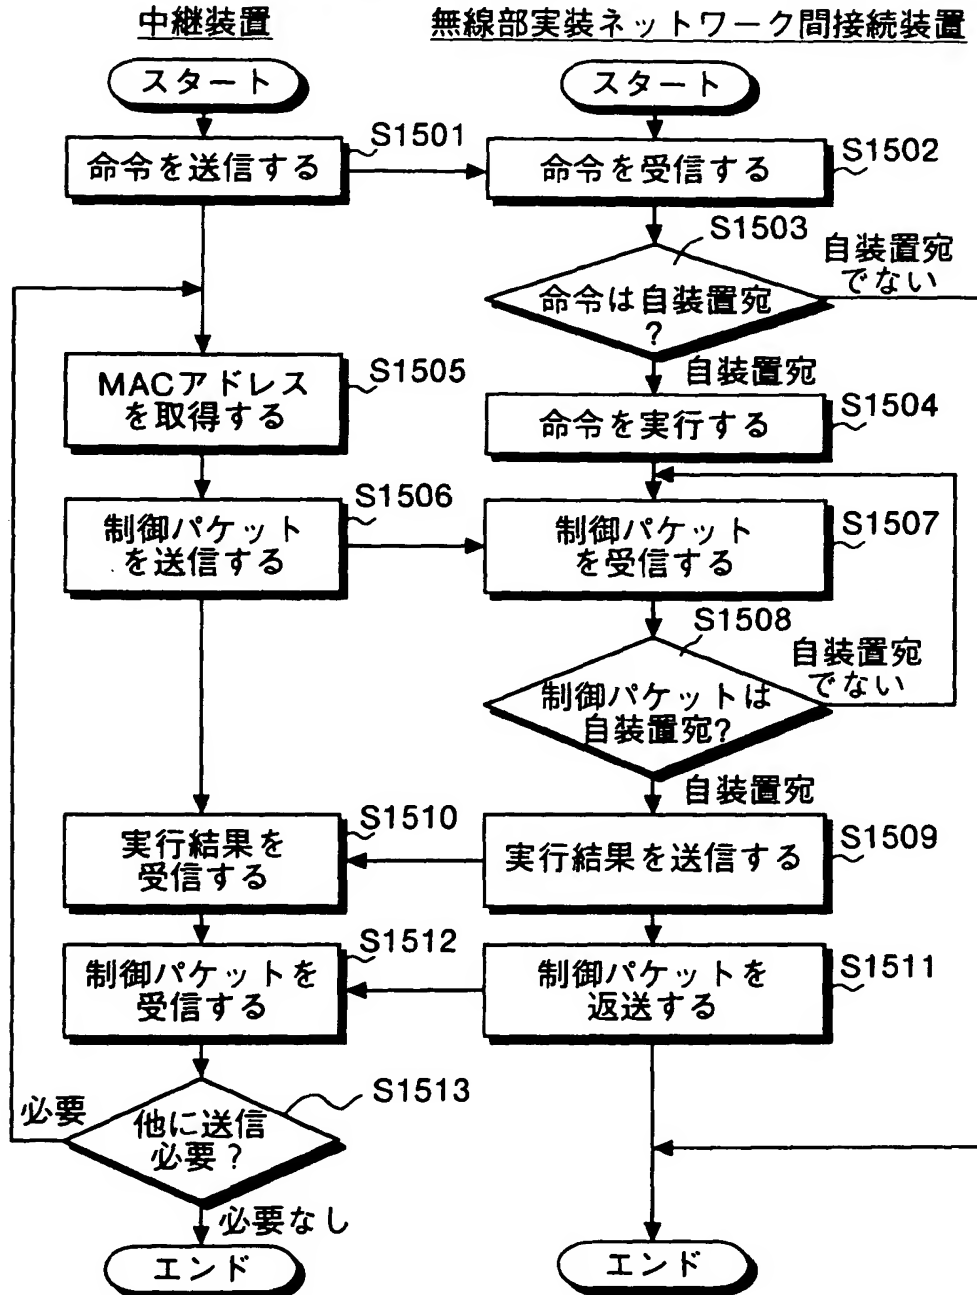 中継装置
無線部実装ネットワーク間接続装置
スタート
スタート
S1501
命令を送信する
S1502
命令を受信する
S1503
自装置宛
でない
命令は自装置宛
?
自装置宛
S1505
MACアドレス
を取得する
S1504
命令を実行する
S1506
制御パケット
を送信する
S1507
制御パケット
を受信する
S1508
自装置宛
でない
制御パケットは
自装置宛?
自装置宛
S1510
実行結果を
受信する
S1509
実行結果を送信する
S1512
制御パケットを
受信する
S1511
制御パケットを
返送する
S1513
必要
他に送信
必要?
必要なし
エンド
エンド